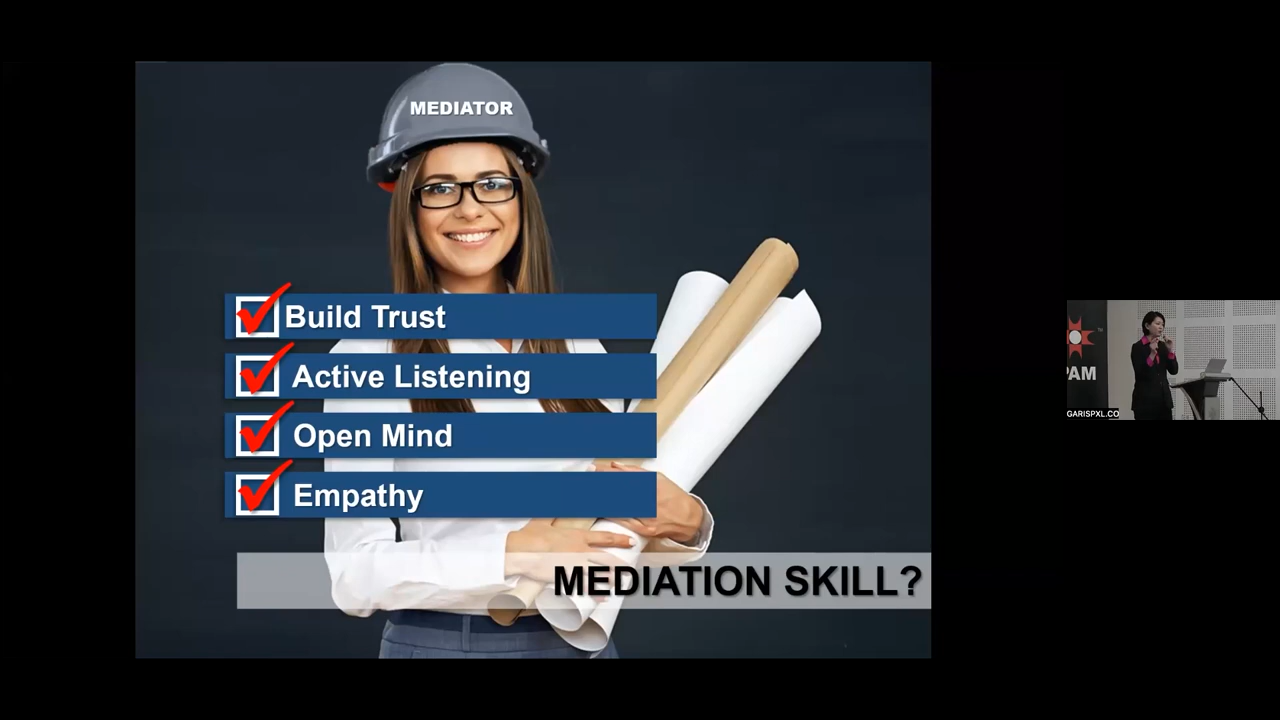 MEDIATOR
Build Trust
Active Listening
Open Mind
Empathy
MEDIATION SKILL?
PAM
GARISPXL.CO